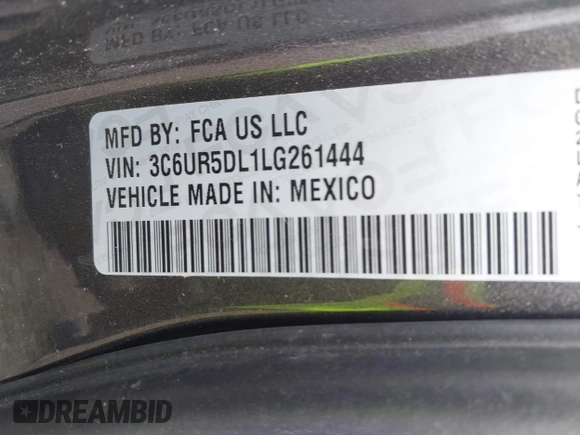 MFD BY: FCA US LLC
VIN: 3C6UR5DL1LG261444
VEHICLE MADE IN: MEXICO
DREAMBID